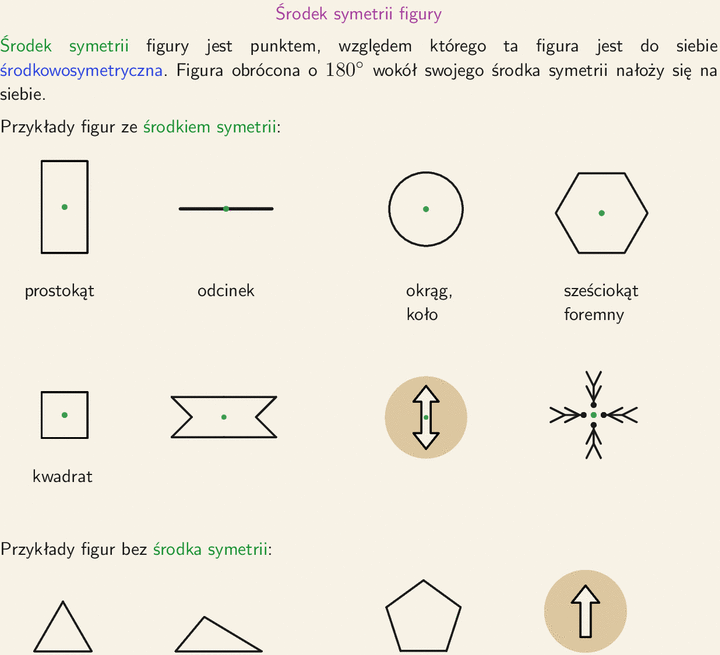 Środek symetrii figury
Środek symetrii figury jest punktem, względem którego ta figura jest do siebie
środkowosymetryczna. Figura obrócona o 180° wokół swojego środka symetrii nałoży się na
siebie.
Przykłady figur ze środkiem symetrii:
prostokąt odcinek okrąg, sześciokąt
koło foremny
kwadrat
Przykłady figur bez środka symetrii: